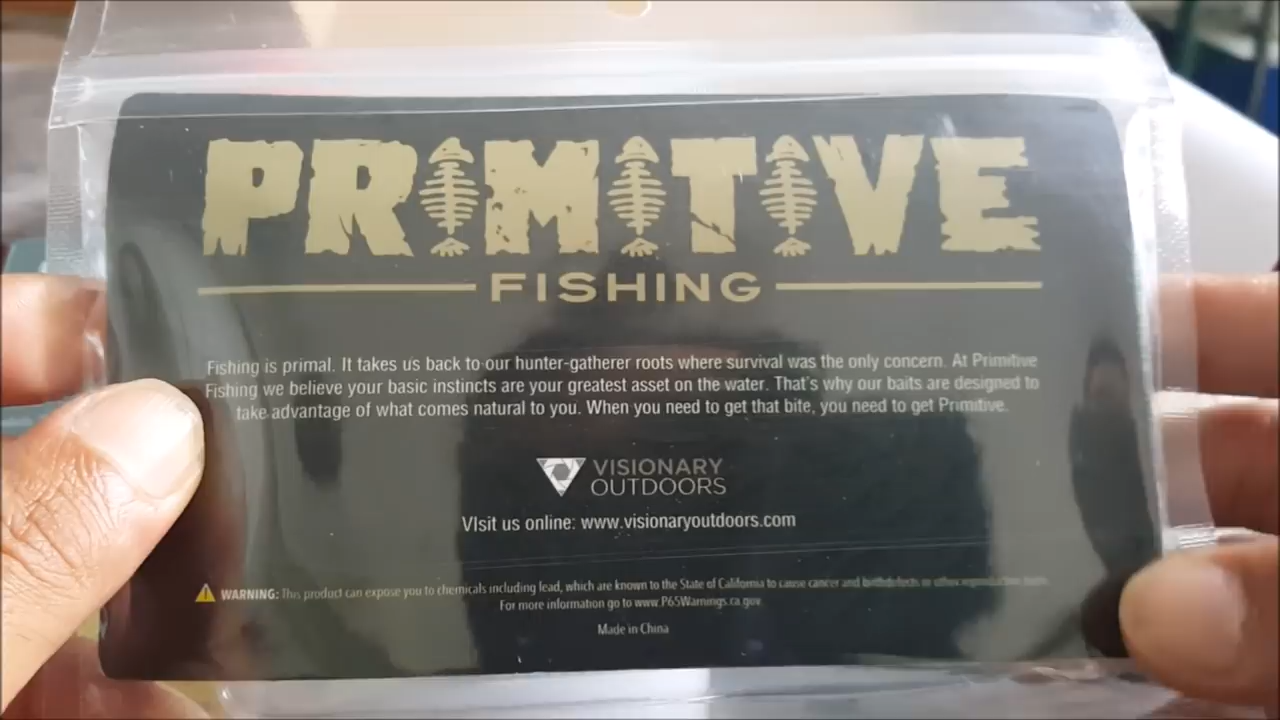 PRIMITIVE
FISHING
Fishing is primal. It takes us back to our hunter-gatherer roots where survival was the only concern. At Primitive
Fishing we believe your basic instincts are your greatest asset on the water. That's why our baits are designed to
take advantage of what comes natural to you. When you need to get that bite, you need to get Primitive.
VISIONARY
OUTDOORS
VIsit us online: www.visionaryoutdoors.com
WARNING: This product can expose you to chemicals including lead, which are known to the State of California to cause cancer and birth defects or other reproductive
For more information go to www.P65Warnings.ca.gov
Made in China